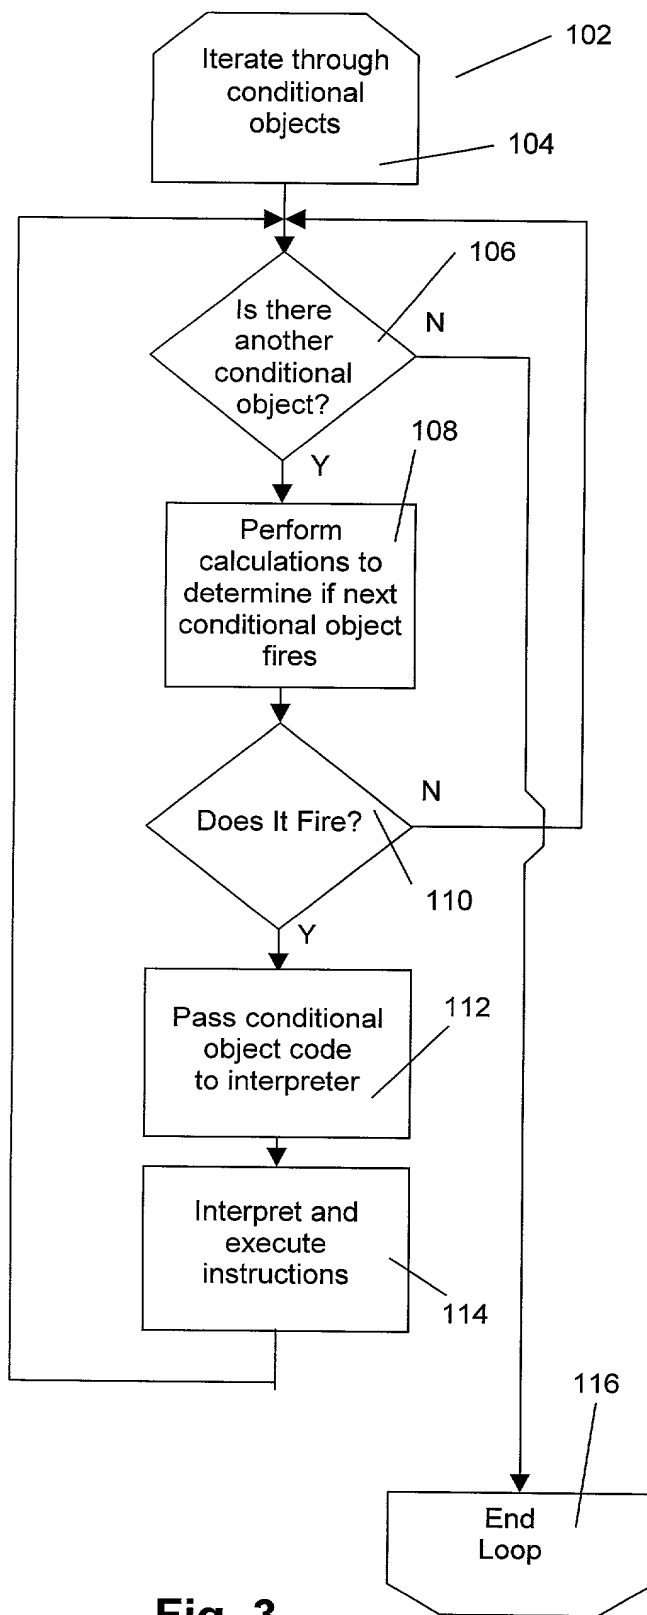 102
Iterate through
conditional
objects
104
106
N
Is there
another
conditional
object?
Y
108
Perform
calculations to
determine if next
conditional object
fires
N
Does It Fire?
110
Y
112
Pass conditional
object code
to interpreter
Interpret and
execute
instructions
114
116
End
Loop
Fig. 3